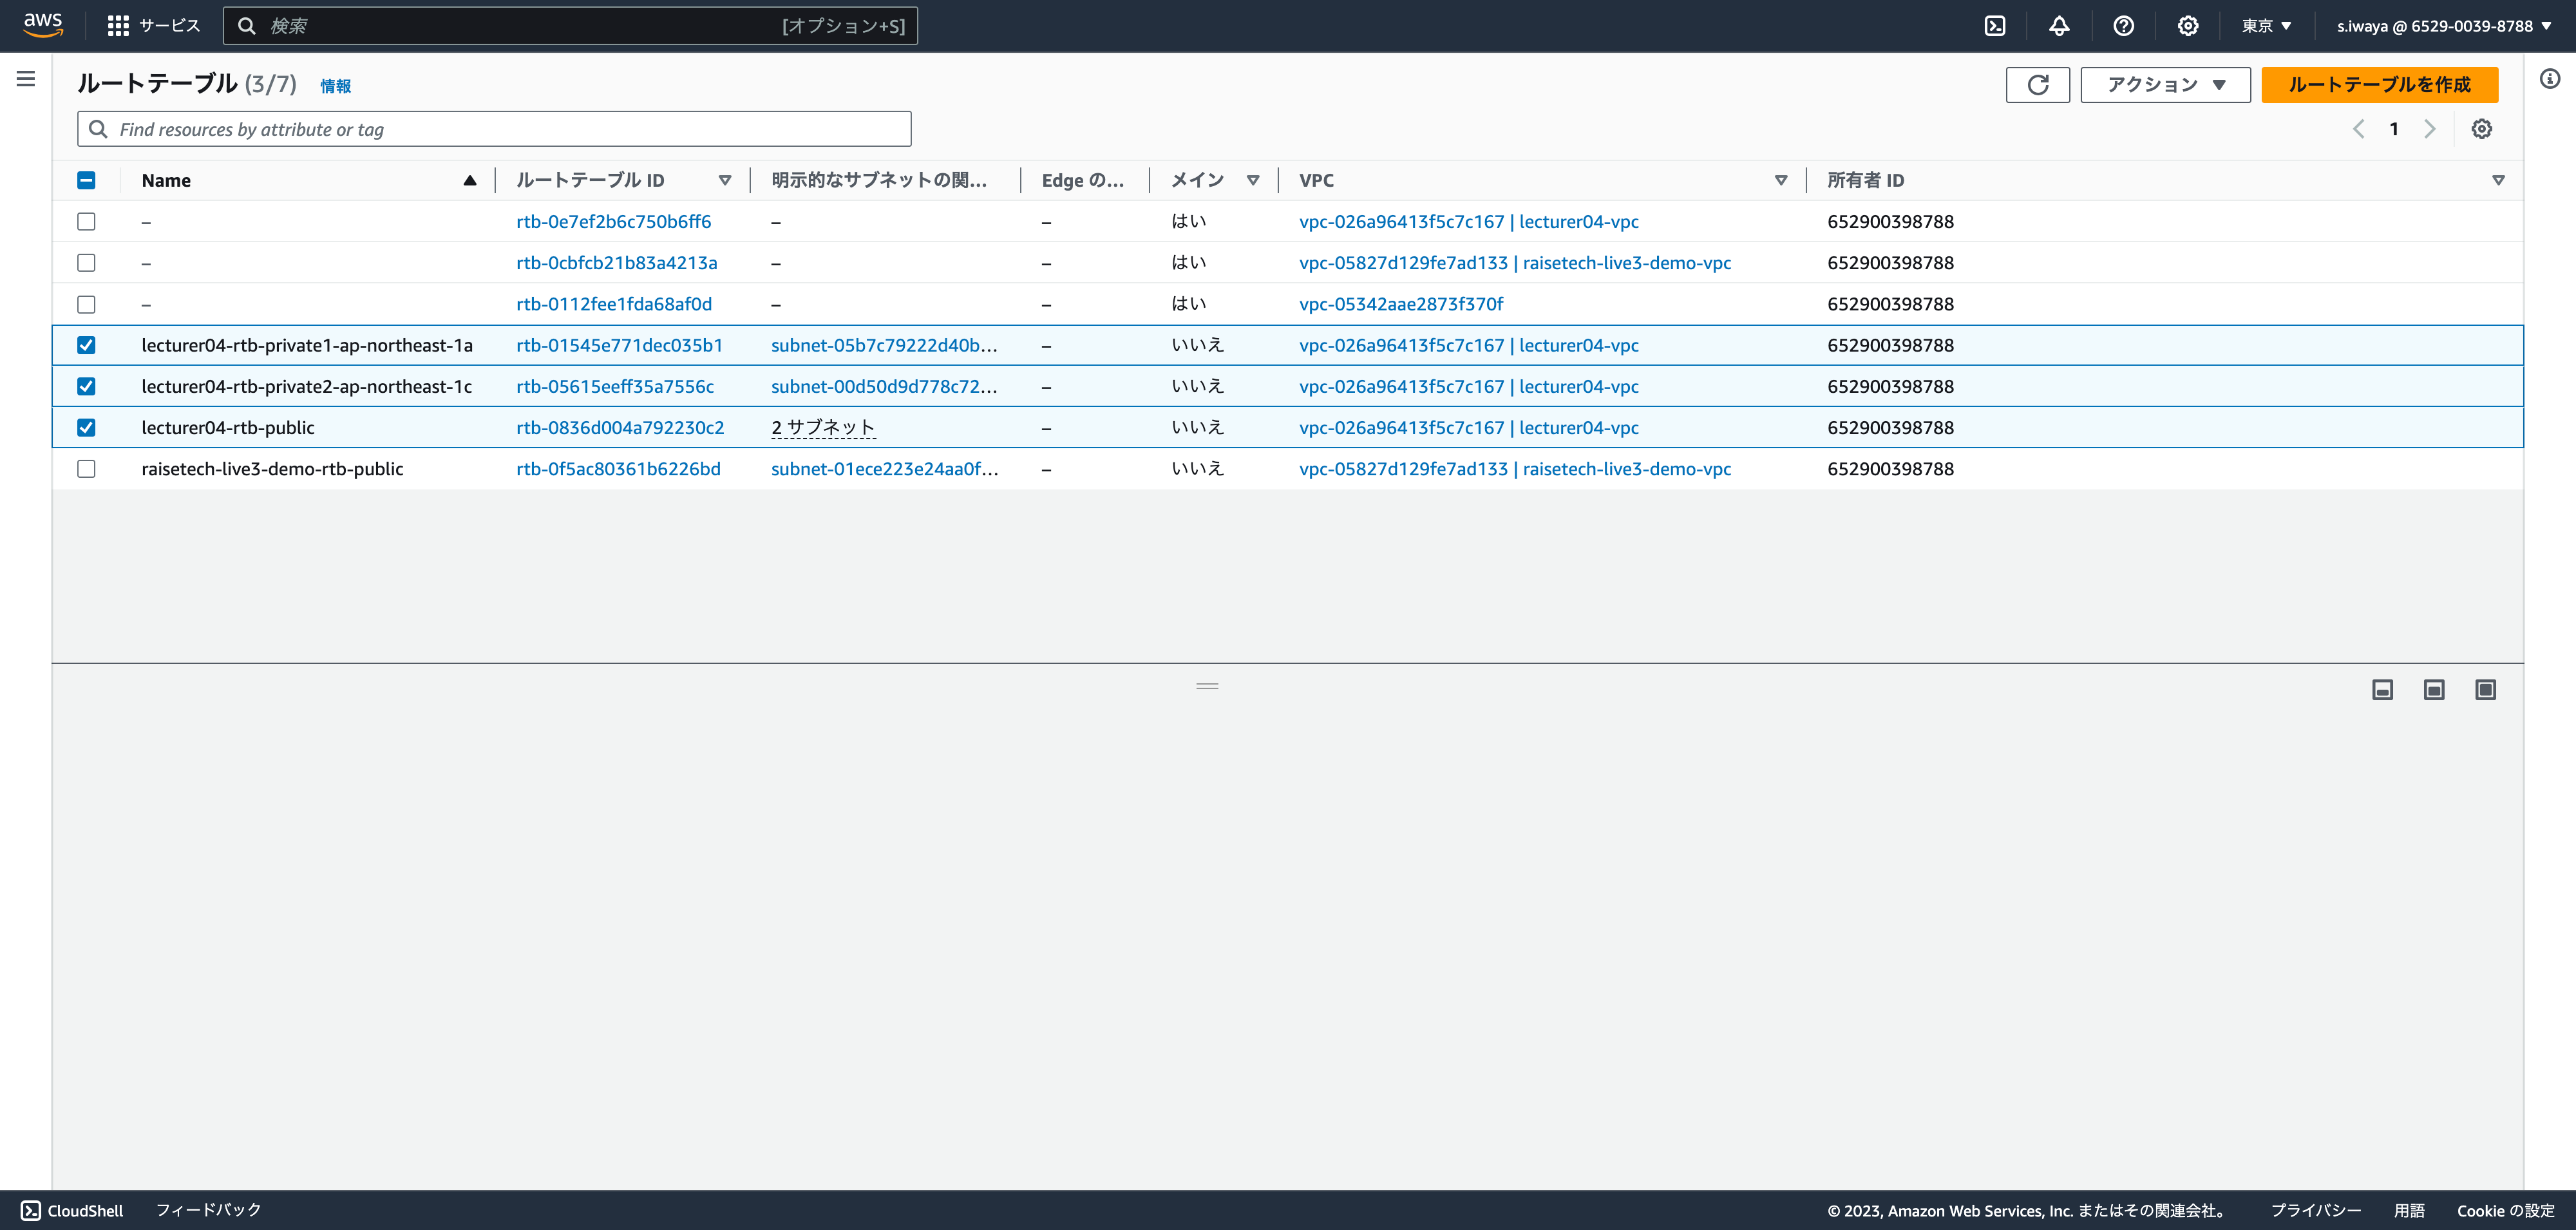 aws サービス 検索 [オプション+S] 東京 ▼ s.iwaya @ 6529-0039-8788 ▼
ルートテーブル (3/7) 情報 アクション ▼ ルートテーブルを作成
Find resources by attribute or tag 1
Name ルートテーブル ID 明示的なサブネットの関... Edge の... メイン VPC 所有者 ID
– rtb-0e7ef2b6c750b6ff6 – – はい vpc-026a96413f5c7c167 | lecturer04-vpc 652900398788
– rtb-0cbfcb21b83a4213a – – はい vpc-05827d129fe7ad133 | raisetech-live3-demo-vpc 652900398788
– rtb-0112fee1fda68af0d – – はい vpc-05342aae2873f370f 652900398788
lecturer04-rtb-private1-ap-northeast-1a rtb-01545e771dec035b1 subnet-05b7c79222d40b... – いいえ vpc-026a96413f5c7c167 | lecturer04-vpc 652900398788
lecturer04-rtb-private2-ap-northeast-1c rtb-05615eeff35a7556c subnet-00d50d9d778c72... – いいえ vpc-026a96413f5c7c167 | lecturer04-vpc 652900398788
lecturer04-rtb-public rtb-0836d004a792230c2 2 サブネット – いいえ vpc-026a96413f5c7c167 | lecturer04-vpc 652900398788
raisetech-live3-demo-rtb-public rtb-0f5ac80361b6226bd subnet-01ece223e24aa0f... – いいえ vpc-05827d129fe7ad133 | raisetech-live3-demo-vpc 652900398788
CloudShell フィードバック © 2023, Amazon Web Services, Inc. またはその関連会社。 プライバシー 用語 Cookie の設定